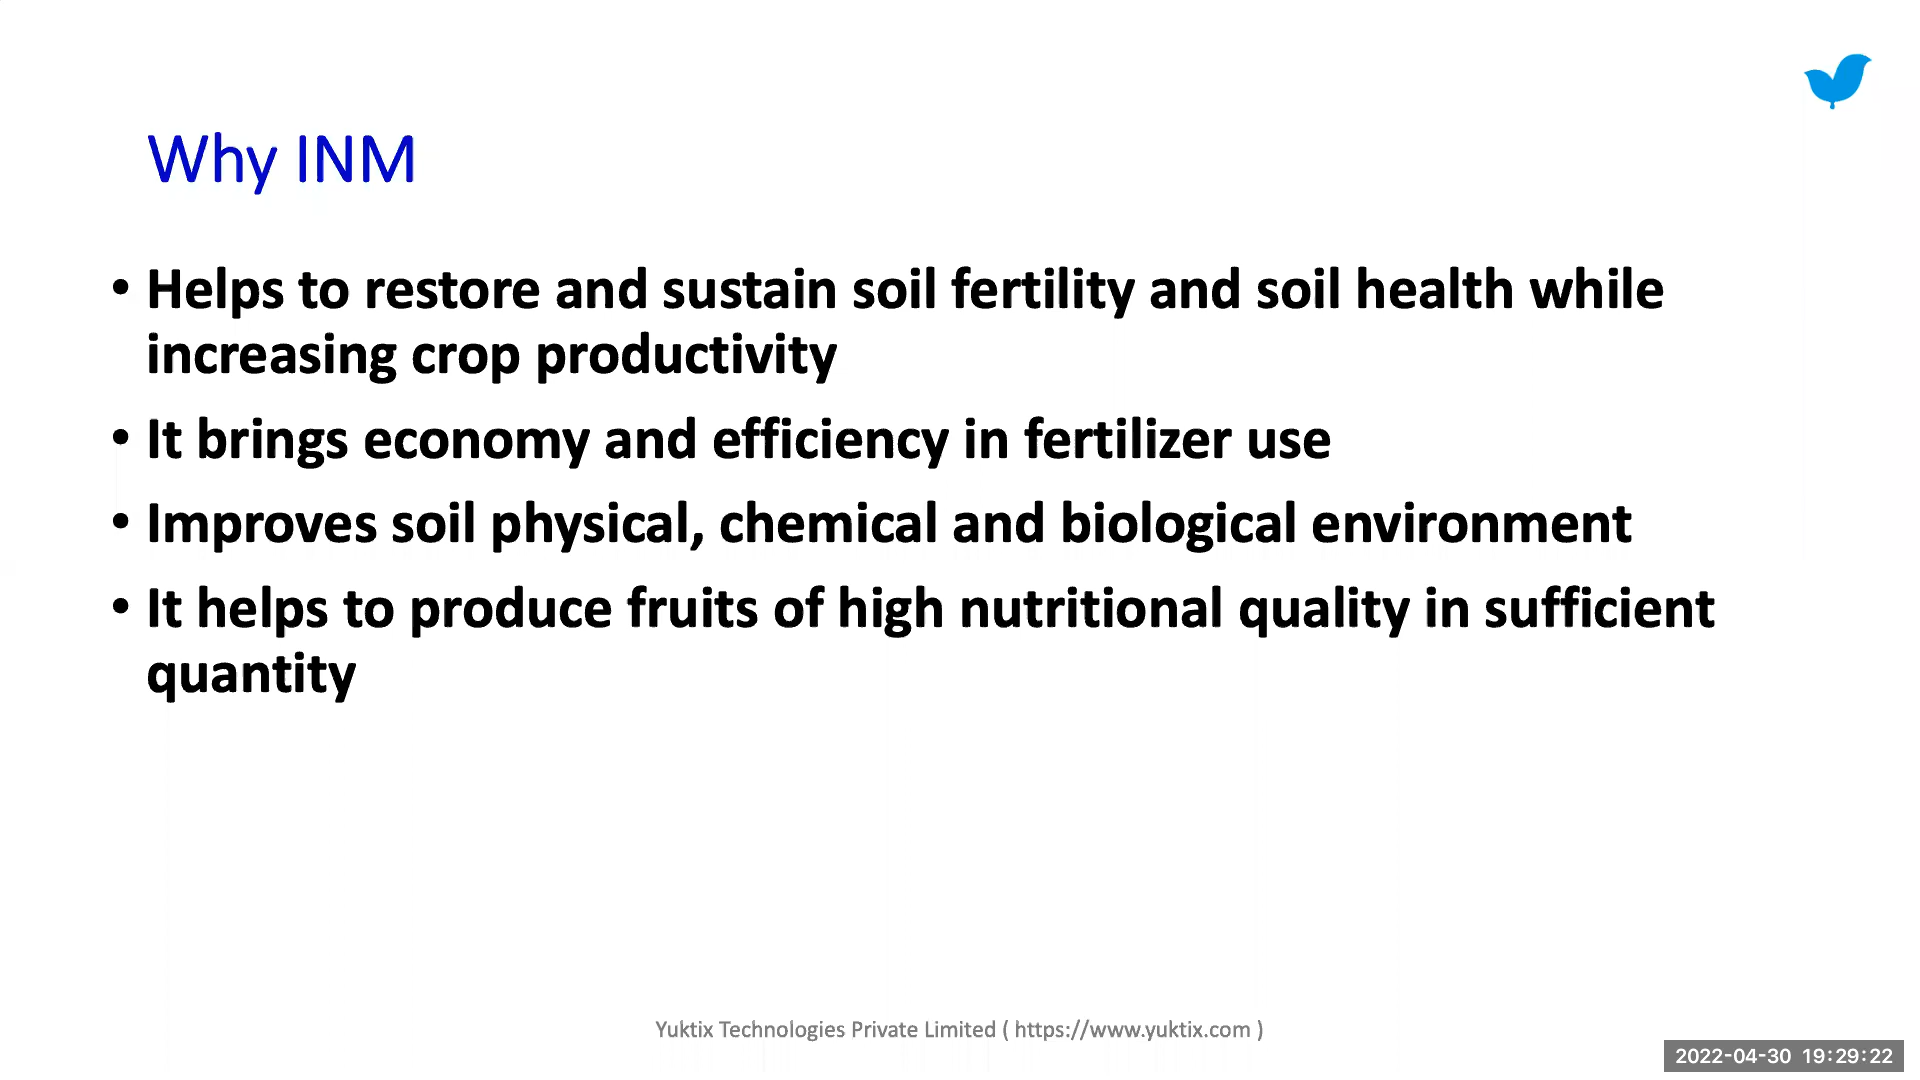 Why INM
• Helps to restore and sustain soil fertility and soil health while
increasing crop productivity
• It brings economy and efficiency in fertilizer use
• Improves soil physical, chemical and biological environment
• It helps to produce fruits of high nutritional quality in sufficient
quantity
Yuktix Technologies Private Limited ( https://www.yuktix.com )
2022-04-30 19:29:22